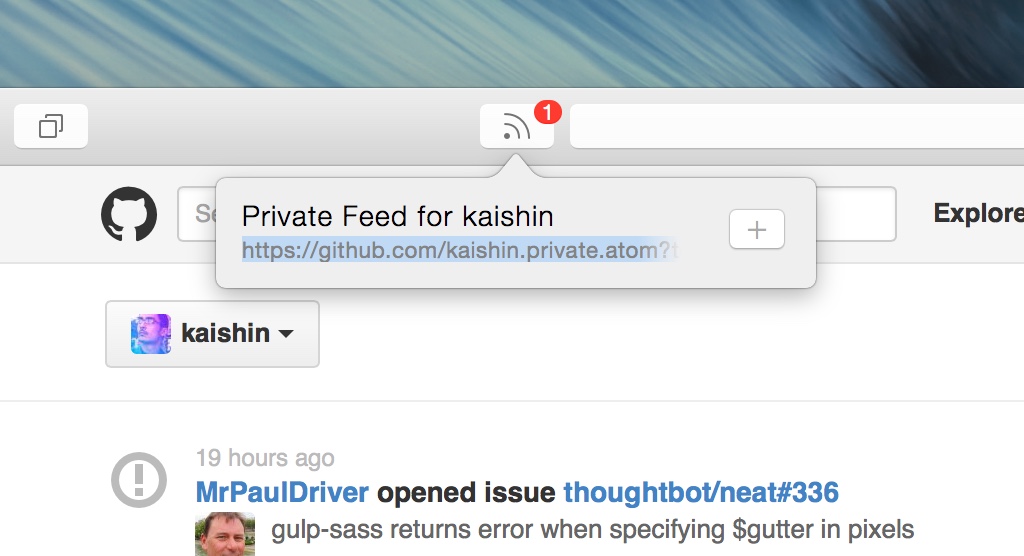 1
Se
Explore
Private Feed for kaishin
https://github.com/kaishin.private.atom?t
kaishin
19 hours ago
MrPaulDriver opened issue thoughtbot/neat#336
gulp-sass returns error when specifying $gutter in pixels